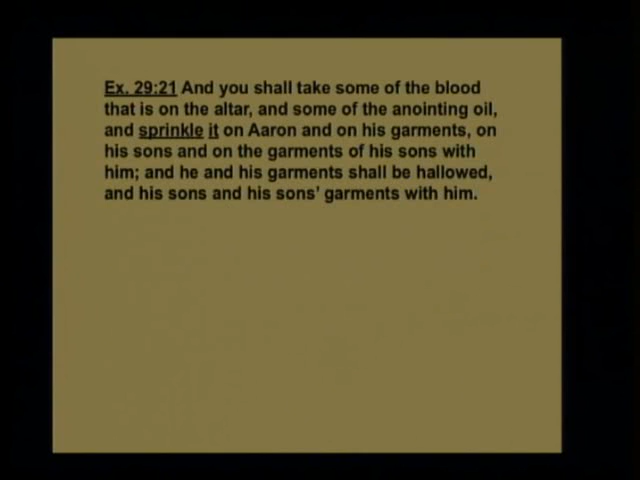 Ex. 29:21 And you shall take some of the blood
that is on the altar, and some of the anointing oil,
and sprinkle it on Aaron and on his garments, on
his sons and on the garments of his sons with
him; and he and his garments shall be hallowed,
and his sons and his sons’ garments with him.